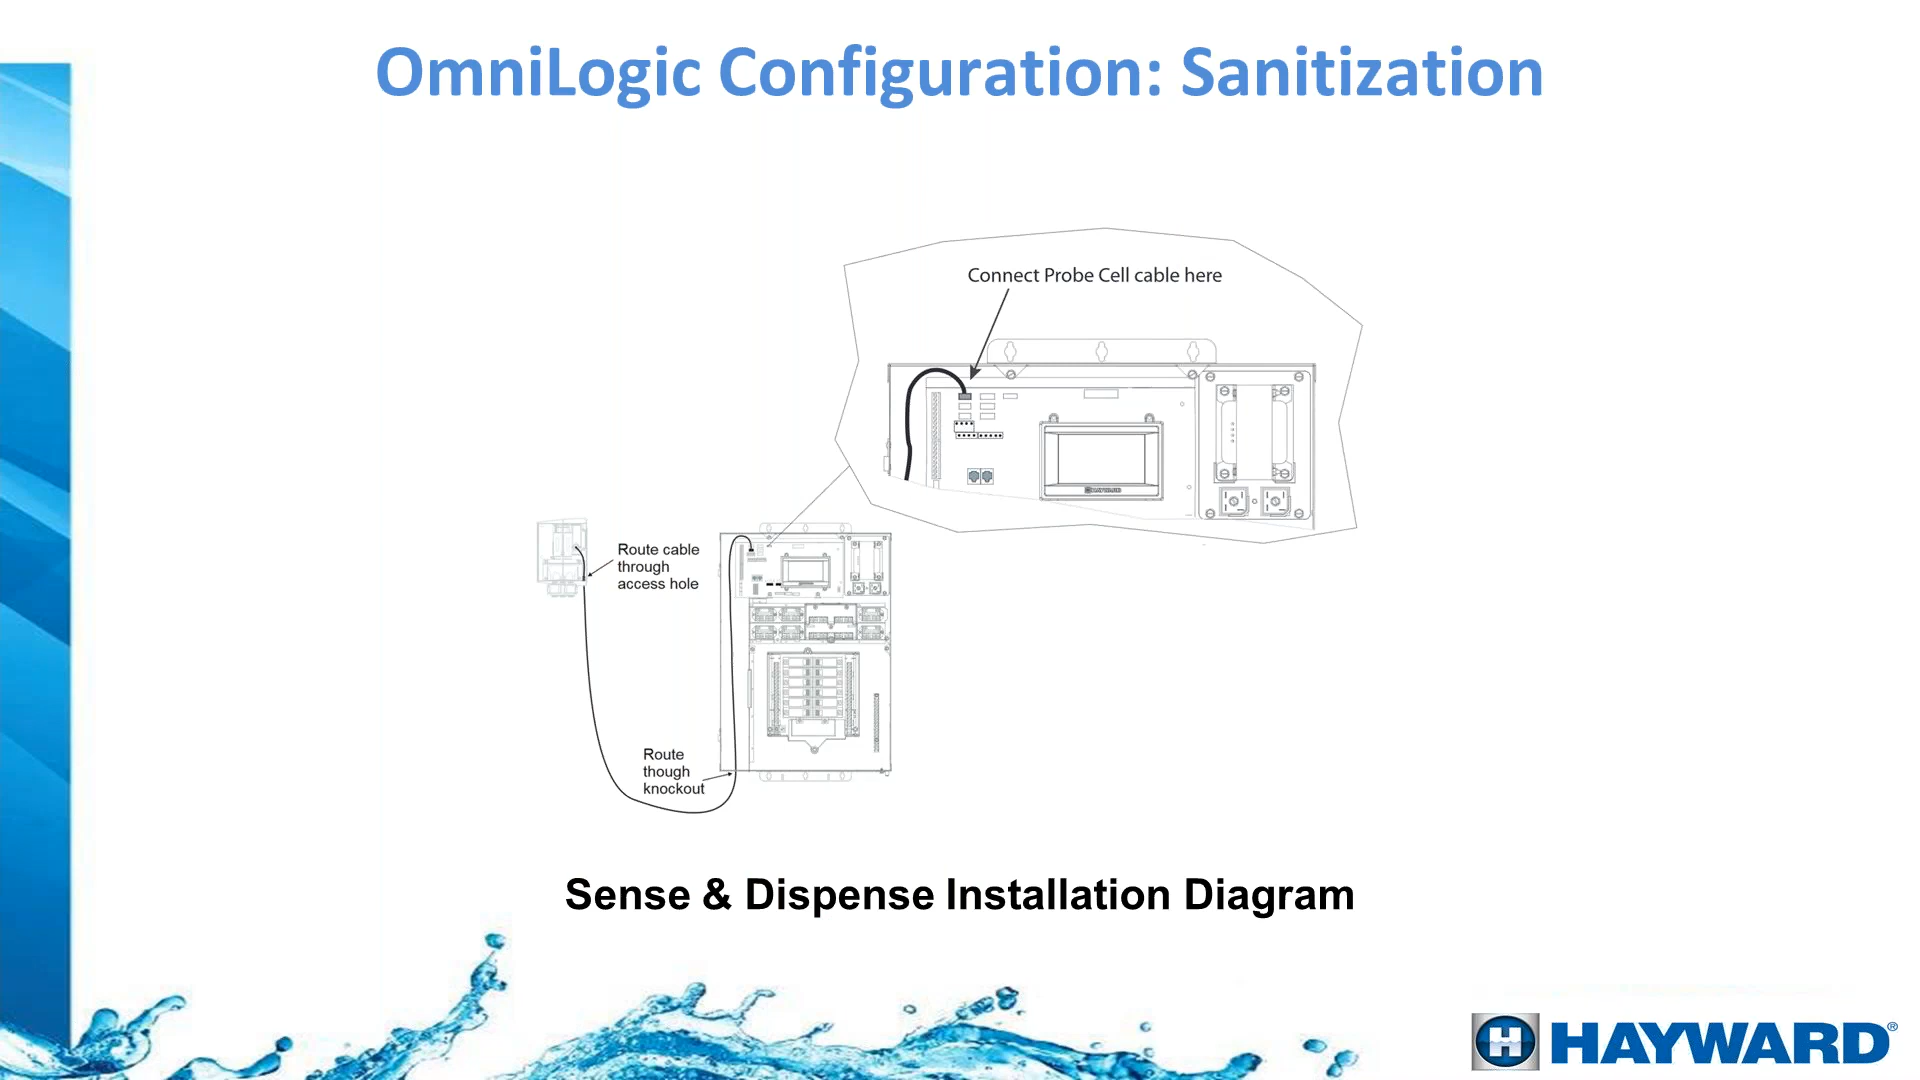 OmniLogic Configuration: Sanitization
Connect Probe Cell cable here
HAYWARD
Route cable
through
access hole
Route
though
knockout
Sense & Dispense Installation Diagram
HAYWARD®